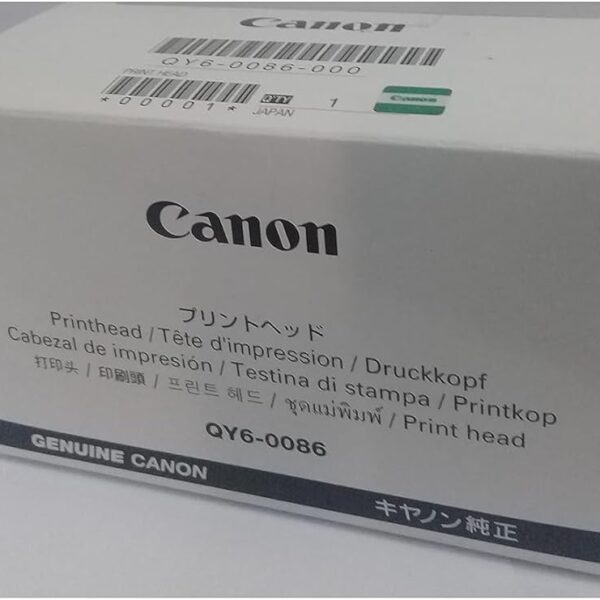 Canon
QY6-0086-000
PRINT HEAD
*00001* QTY 1 Canon
JAPAN
Canon
プリントヘッド
Printhead / Tête d'impression / Druckkopf
Cabezal de impresión / Testina di stampa / Printkop
打印头 / 印刷頭 / 프린트 헤드 / ชุดแม่พิมพ์ / Print head
QY6-0086
GENUINE CANON キヤノン純正